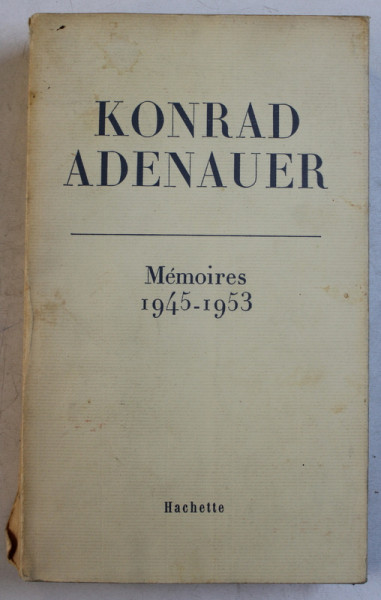 KONRAD
ADENAUER
Mémoires
1945-1953
Hachette